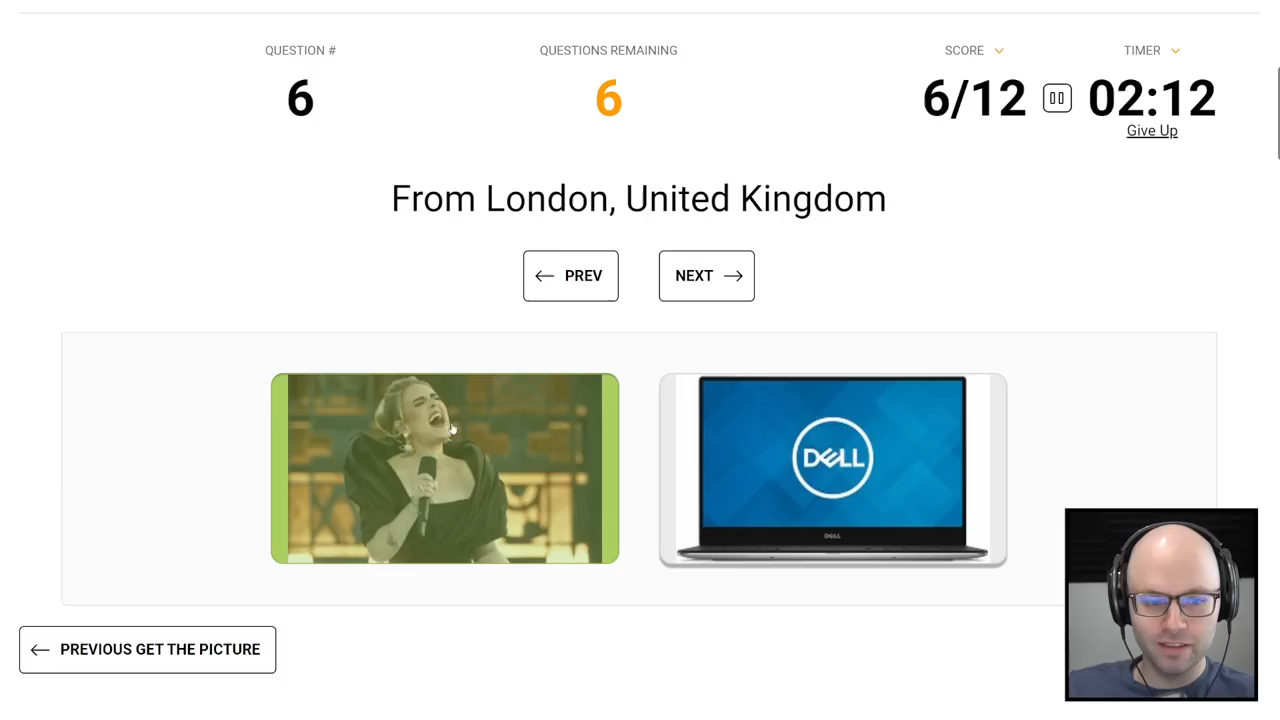 QUESTION #
QUESTIONS REMAINING
SCORE
TIMER
6
6
6/12
02:12
Give Up
From London, United Kingdom
PREV
NEXT
DELL
DELL
PREVIOUS GET THE PICTURE